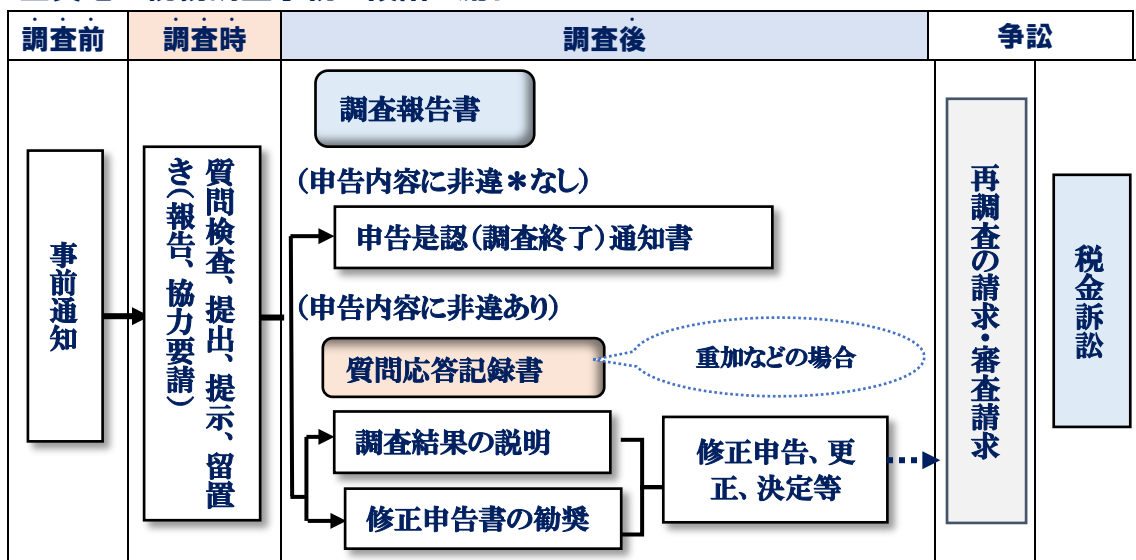 調査前
調査時
調査後
争訟
事前通知
質問検査、提出、提示、留置
き（報告、協力要請）
調査報告書
（申告内容に非違＊なし）
申告是認（調査終了）通知書
（申告内容に非違あり）
質問応答記録書
重加などの場合
調査結果の説明
修正申告書の勧奨
修正申告、更
正、決定等
再調査の請求・審査請求
税金訴訟